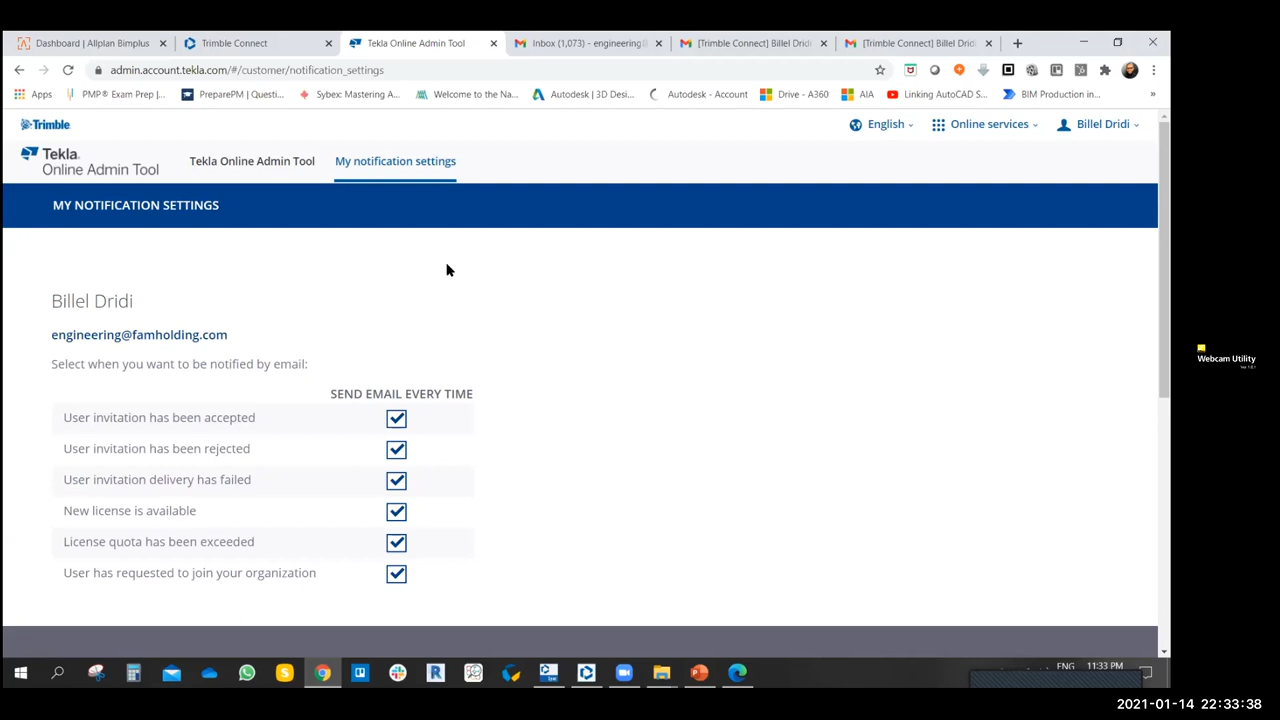 Dashboard | Allplan Bimplus
Trimble Connect
Tekla Online Admin Tool
Inbox (1,073) - engineering@
[Trimble Connect] Billel Dridi
[Trimble Connect] Billel Dridi
admin.account.tekla.com/#/customer/notification_settings
Apps
PMP® Exam Prep |...
PreparePM | Questi...
Sybex: Mastering A...
Welcome to the Na...
Autodesk | 3D Desi...
Autodesk - Account
Drive - A360
AIA
Linking AutoCAD S...
BIM Production in...
»
Trimble
English
Online services
Billel Dridi
Tekla
Online Admin Tool
Tekla Online Admin Tool
My notification settings
MY NOTIFICATION SETTINGS
Billel Dridi
engineering@famholding.com
Select when you want to be notified by email:
SEND EMAIL EVERY TIME
User invitation has been accepted
User invitation has been rejected
User invitation delivery has failed
New license is available
License quota has been exceeded
User has requested to join your organization
Webcam Utility
ENG
11:33 PM
2021-01-14 22:33:38